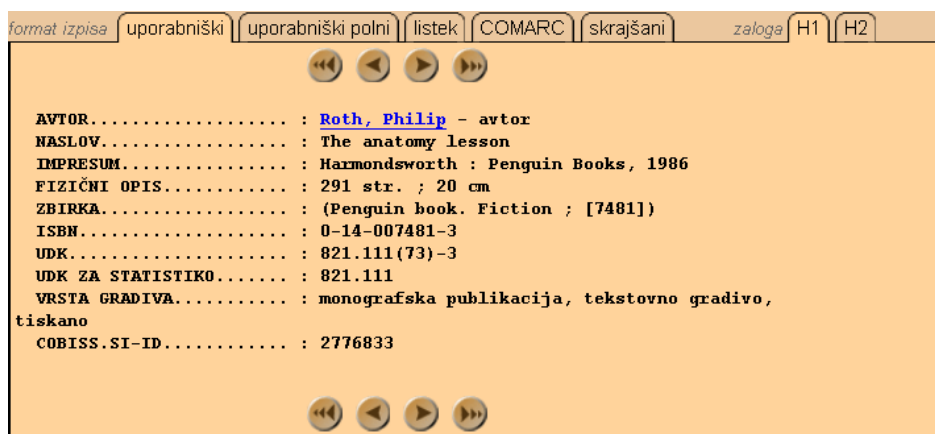 format izpisa uporabniški uporabniški polni listek COMARC skrajšani zaloga H1 H2
AVTOR................... : Roth, Philip - avtor
NASLOV.................. : The anatomy lesson
IMPRESUM................ : Harmondsworth : Penguin Books, 1986
FIZIČNI OPIS............ : 291 str. ; 20 cm
ZBIRKA.................. : (Penguin book. Fiction ; [7481])
ISBN.................... : 0-14-007481-3
UDK..................... : 821.111(73)-3
UDK ZA STATISTIKO....... : 821.111
VRSTA GRADIVA........... : monografska publikacija, tekstovno gradivo,
tiskano
COBISS.SI-ID............ : 2776833